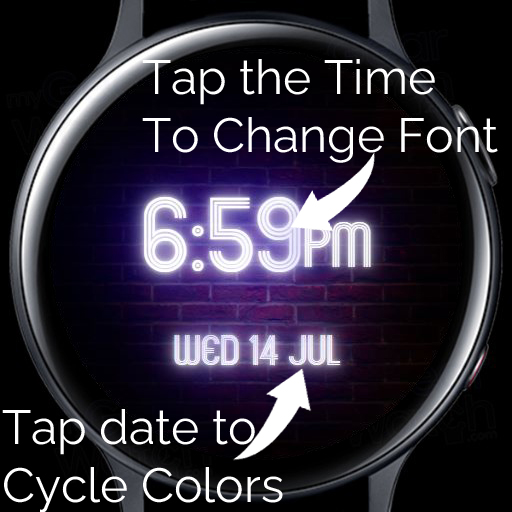 Tap the Time
To Change Font
6:59PM
WED 14 JUL
Tap date to
Cycle Colors